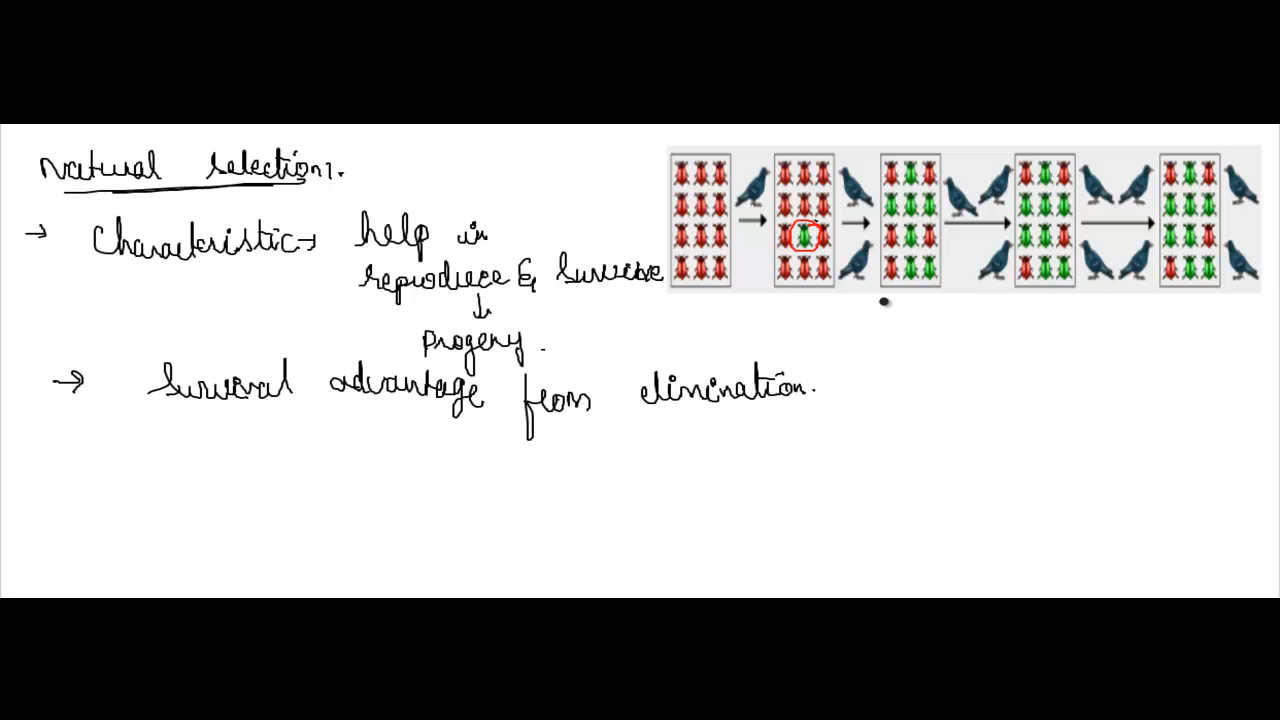 Natural selection:.
→ Characteristic → help in
reproduce & survive
↓
Progeny.
→ Survival advantage from elimination.